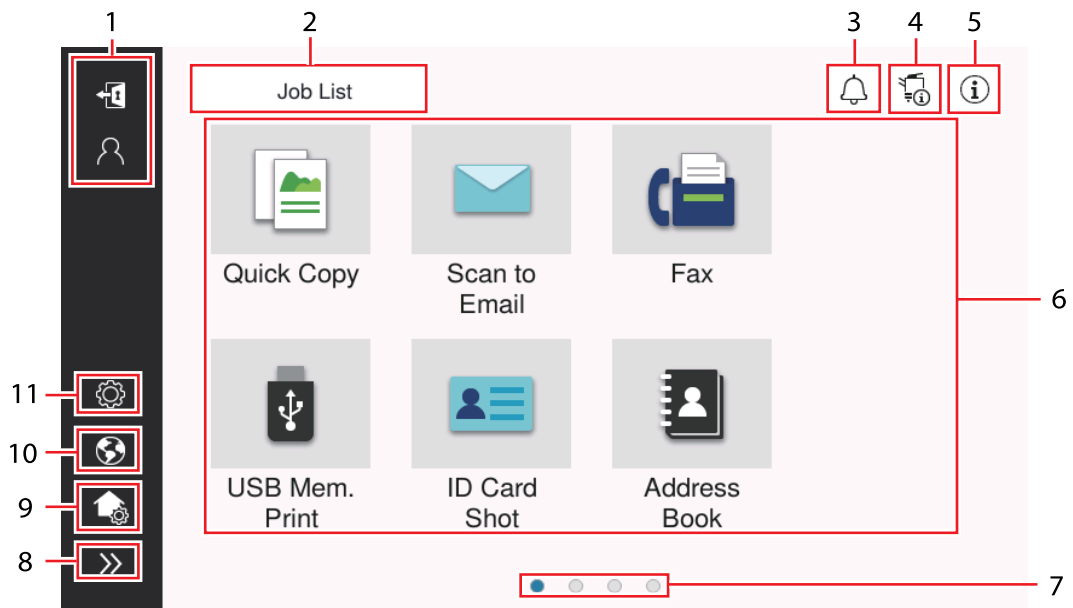 1
2
3
4
5
Job List
Quick Copy
Scan to
Email
Fax
6
USB Mem.
Print
ID Card
Shot
Address
Book
11
10
9
8
7